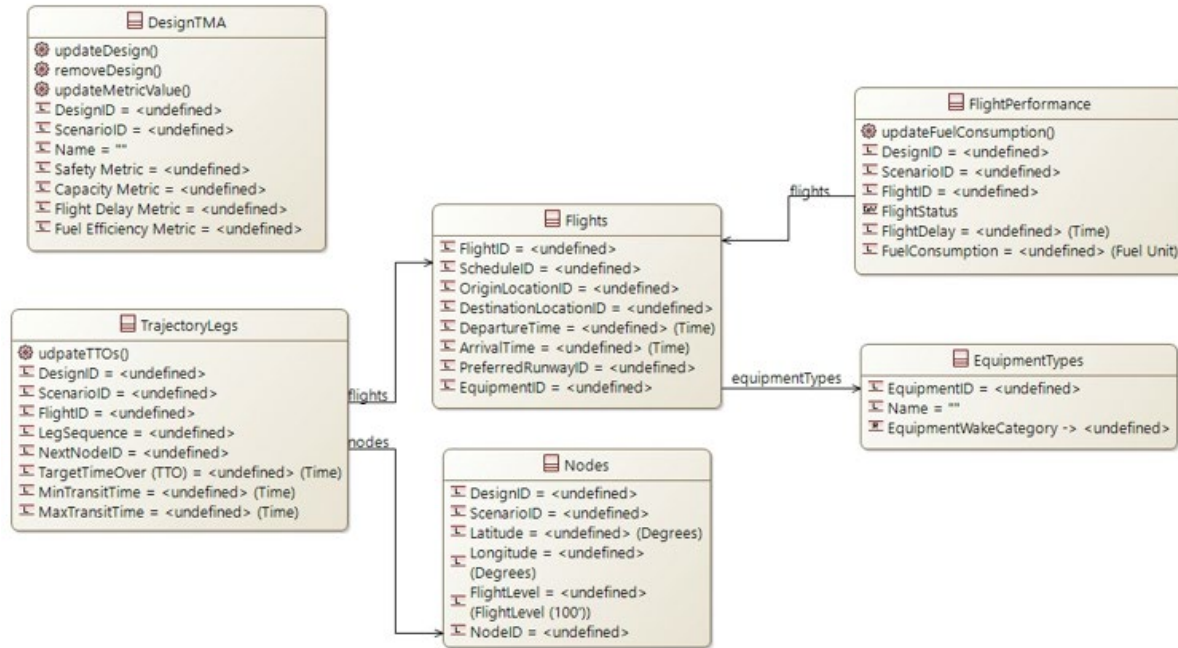 DesignTMA
updateDesign()
removeDesign()
updateMetricValue()
DesignID = <undefined>
ScenarioID = <undefined>
Name = ""
Safety Metric = <undefined>
Capacity Metric = <undefined>
Flight Delay Metric = <undefined>
Fuel Efficiency Metric = <undefined>
FlightPerformance
updateFuelConsumption()
DesignID = <undefined>
ScenarioID = <undefined>
FlightID = <undefined>
FlightStatus
FlightDelay = <undefined> (Time)
FuelConsumption = <undefined> (Fuel Unit)
flights
Flights
FlightID = <undefined>
ScheduleID = <undefined>
OriginLocationID = <undefined>
DestinationLocationID = <undefined>
DepartureTime = <undefined> (Time)
ArrivalTime = <undefined> (Time)
PreferredRunwayID = <undefined>
EquipmentID = <undefined>
TrajectoryLegs
udpateTTOs()
DesignID = <undefined>
ScenarioID = <undefined>
FlightID = <undefined>
LegSequence = <undefined>
NextNodeID = <undefined>
TargetTimeOver (TTO) = <undefined> (Time)
MinTransitTime = <undefined> (Time)
MaxTransitTime = <undefined> (Time)
flights
nodes
equipmentTypes
EquipmentTypes
EquipmentID = <undefined>
Name = ""
EquipmentWakeCategory -> <undefined>
Nodes
DesignID = <undefined>
ScenarioID = <undefined>
Latitude = <undefined> (Degrees)
Longitude = <undefined>
(Degrees)
FlightLevel = <undefined>
(FlightLevel (100'))
NodeID = <undefined>